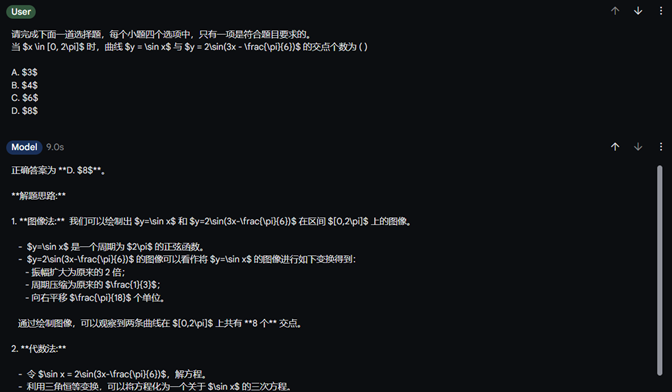 User
请完成下面一道选择题，每个小题四个选项中，只有一项是符合题目要求的。
当 $x \in [0, 2\pi]$ 时，曲线 $y = \sin x$ 与 $y = 2\sin(3x - \frac{\pi}{6})$ 的交点个数为 ( )
A. $3$
B. $4$
C. $6$
D. $8$
Model 9.0s
正确答案为 **D. $8$**。
**解题思路:**
1. **图像法:** 我们可以绘制出 $y=\sin x$ 和 $y=2\sin(3x-\frac{\pi}{6})$ 在区间 $[0,2\pi]$ 上的图像。
- $y=\sin x$ 是一个周期为 $2\pi$ 的正弦函数。
- $y=2\sin(3x-\frac{\pi}{6})$ 的图像可以看作将 $y=\sin x$ 的图像进行如下变换得到：
- 振幅扩大为原来的 2 倍；
- 周期压缩为原来的 $\frac{1}{3}$；
- 向右平移 $\frac{\pi}{18}$ 个单位。
通过绘制图像，可以观察到两条曲线在 $[0,2\pi]$ 上共有 **8 个** 交点。
2. **代数法:**
- 令 $\sin x = 2\sin(3x-\frac{\pi}{6})$，解方程。
- 利用三角恒等变换，可以将方程化为一个关于 $\sin x$ 的三次方程。